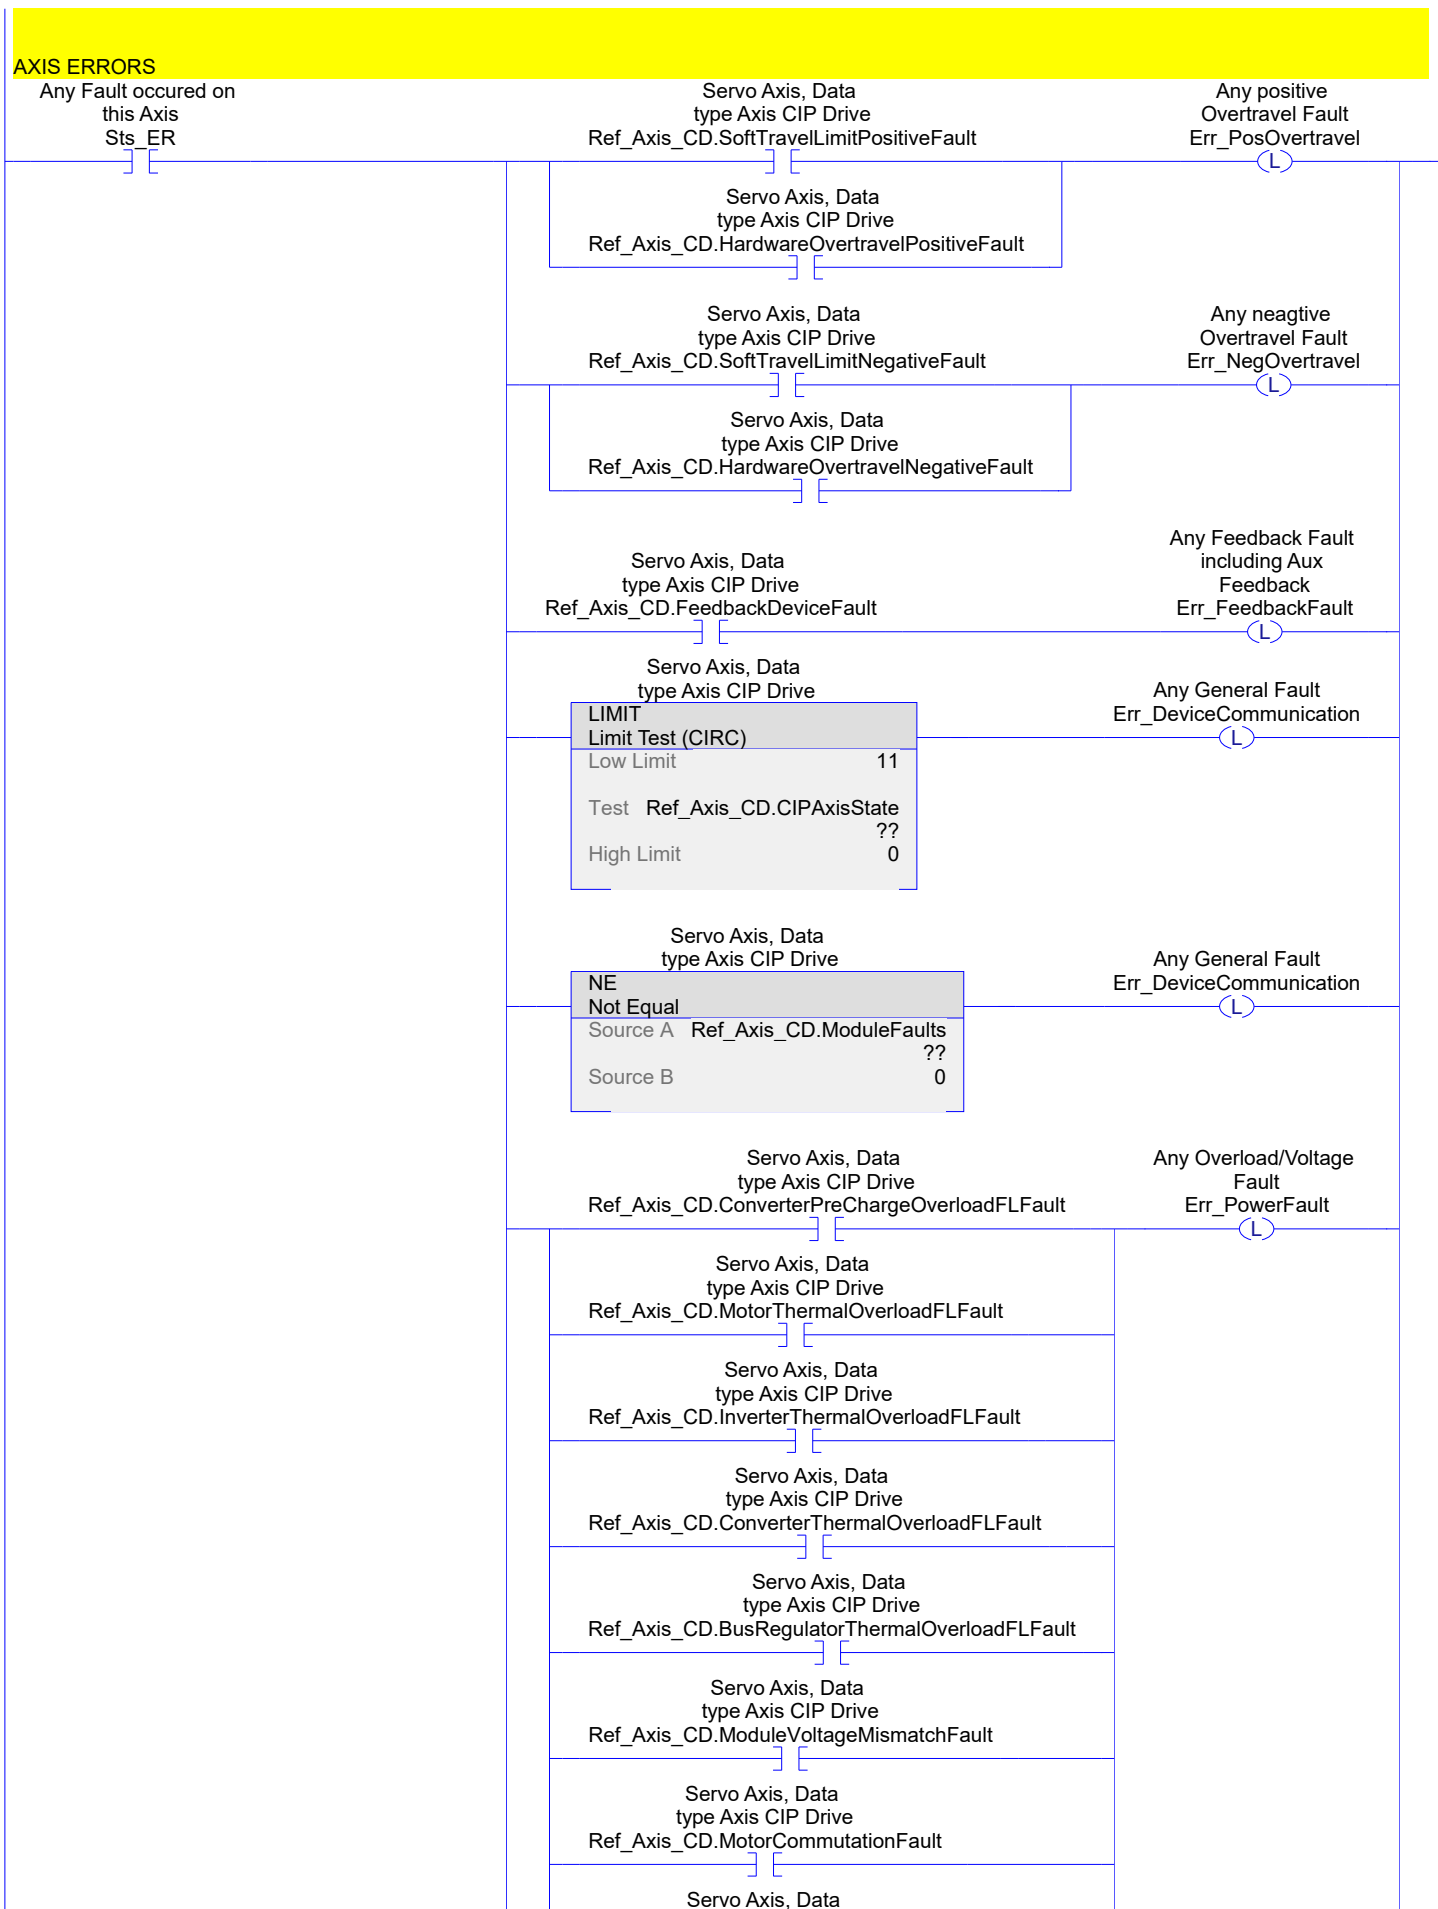 AXIS ERRORS
Any Fault occured on
this Axis
Sts_ER
Servo Axis, Data
type Axis CIP Drive
Ref_Axis_CD.SoftTravelLimitPositiveFault
Any positive
Overtravel Fault
Err_PosOvertravel
L
Servo Axis, Data
type Axis CIP Drive
Ref_Axis_CD.HardwareOvertravelPositiveFault
Servo Axis, Data
type Axis CIP Drive
Ref_Axis_CD.SoftTravelLimitNegativeFault
Any neagtive
Overtravel Fault
Err_NegOvertravel
L
Servo Axis, Data
type Axis CIP Drive
Ref_Axis_CD.HardwareOvertravelNegativeFault
Servo Axis, Data
type Axis CIP Drive
Ref_Axis_CD.FeedbackDeviceFault
Any Feedback Fault
including Aux
Feedback
Err_FeedbackFault
L
Servo Axis, Data
type Axis CIP Drive
LIMIT
Limit Test (CIRC)
Low Limit 11
Test Ref_Axis_CD.CIPAxisState
??
High Limit 0
Any General Fault
Err_DeviceCommunication
L
Servo Axis, Data
type Axis CIP Drive
NE
Not Equal
Source A Ref_Axis_CD.ModuleFaults
??
Source B 0
Any General Fault
Err_DeviceCommunication
L
Servo Axis, Data
type Axis CIP Drive
Ref_Axis_CD.ConverterPreChargeOverloadFLFault
Any Overload/Voltage
Fault
Err_PowerFault
L
Servo Axis, Data
type Axis CIP Drive
Ref_Axis_CD.MotorThermalOverloadFLFault
Servo Axis, Data
type Axis CIP Drive
Ref_Axis_CD.InverterThermalOverloadFLFault
Servo Axis, Data
type Axis CIP Drive
Ref_Axis_CD.ConverterThermalOverloadFLFault
Servo Axis, Data
type Axis CIP Drive
Ref_Axis_CD.BusRegulatorThermalOverloadFLFault
Servo Axis, Data
type Axis CIP Drive
Ref_Axis_CD.ModuleVoltageMismatchFault
Servo Axis, Data
type Axis CIP Drive
Ref_Axis_CD.MotorCommutationFault
Servo Axis, Data